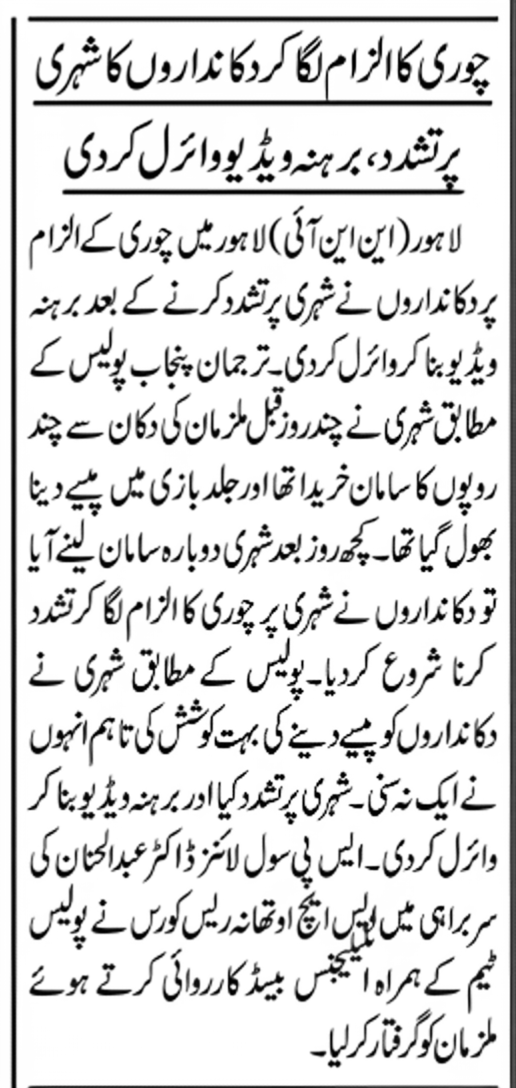 چوری کا الزام لگا کر دکانداروں کا شہری
پر تشدد، برہنہ ویڈیو وائرل کر دی
لاہور (این این آئی) لاہور میں چوری کے الزام
پر دکانداروں نے شہری پر تشدد کرنے کے بعد برہنہ
ویڈیو بنا کر وائرل کر دی۔ ترجمان پنجاب پولیس کے
مطابق شہری نے چند روز قبل ملزمان کی دکان سے چند
روپوں کا سامان خریدا تھا اور جلد بازی میں پیسے دینا
بھول گیا تھا۔ کچھ روز بعد شہری دوبارہ سامان لینے آیا
تو دکانداروں نے شہری پر چوری کا الزام لگا کر تشدد
کرنا شروع کر دیا۔ پولیس کے مطابق شہری نے
دکانداروں کو پیسے دینے کی بہت کوشش کی تاہم انہوں
نے ایک نہ سنی۔ شہری پر تشدد کیا اور برہنہ ویڈیو بنا کر
وائرل کر دی۔ ایس پی سول لائنز ڈاکٹر عبدالحنان کی
سربراہی میں ایس ایچ او تھانہ ریس کورس نے پولیس
ٹیم کے ہمراہ انٹیلیجنس بیسڈ کارروائی کرتے ہوئے
ملزمان کو گرفتار کر لیا۔